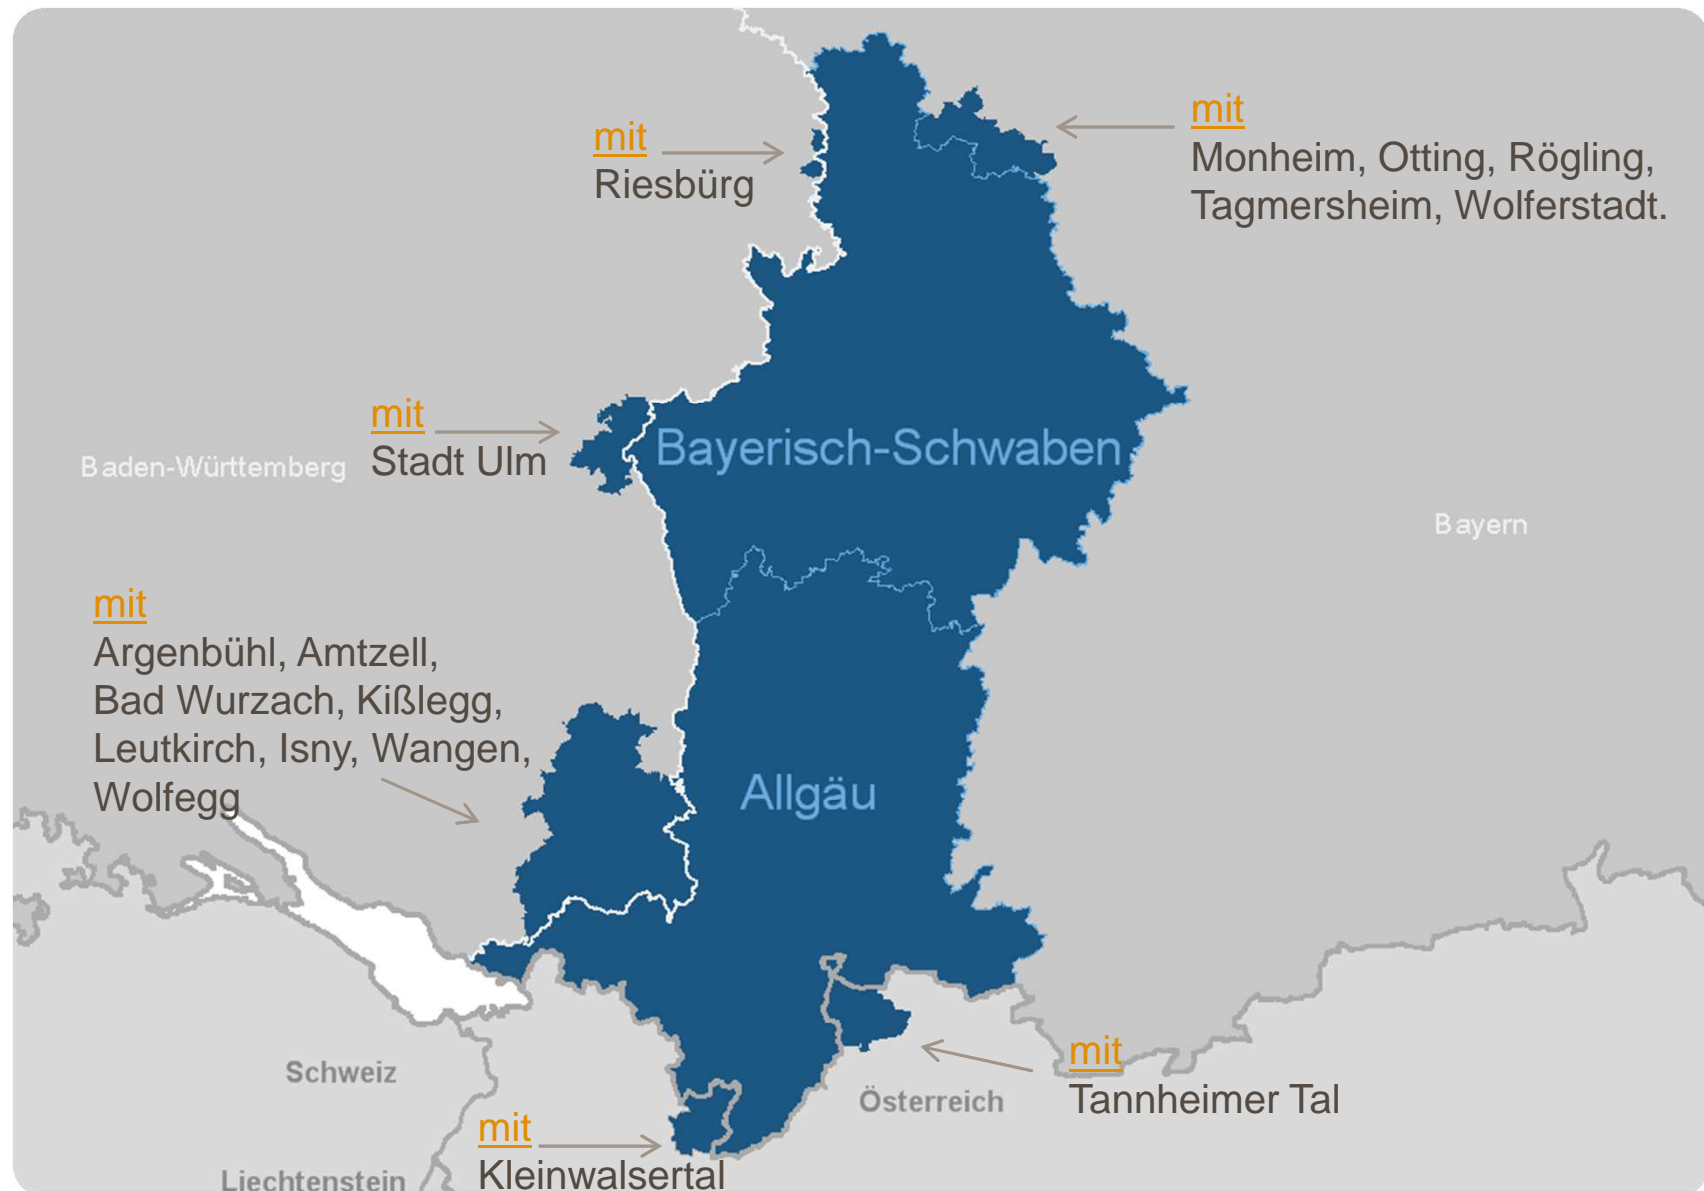 mit
Riesbürg
mit
Monheim, Otting, Rögling,
Tagmersheim, Wolferstadt.
mit
Stadt Ulm
Baden-Württemberg
Bayerisch-Schwaben
Bayern
mit
Argenbühl, Amtzell,
Bad Wurzach, Kißlegg,
Leutkirch, Isny, Wangen,
Wolfegg
Allgäu
Schweiz
Österreich
mit
Tannheimer Tal
mit
Kleinwalsertal
Liechtenstein